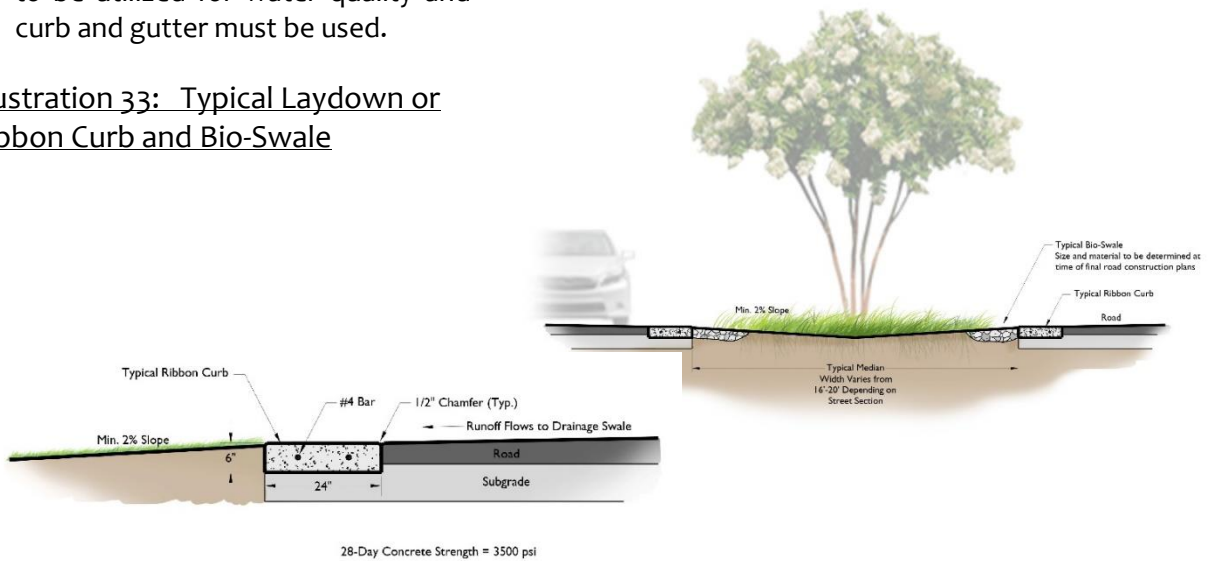 to be utilized for water quality and
curb and gutter must be used.
ustration 33: Typical Laydown or
bbon Curb and Bio-Swale
Typical Bio-Swale
Size and material to be determined at
time of final road construction plans
Typical Ribbon Curb
Min. 2% Slope
Road
Typical Median
Width Varies from
16'-20' Depending on
Street Section
Typical Ribbon Curb
#4 Bar
1/2" Chamfer (Typ.)
Runoff Flows to Drainage Swale
Min. 2% Slope
6"
Road
24"
Subgrade
28-Day Concrete Strength = 3500 psi